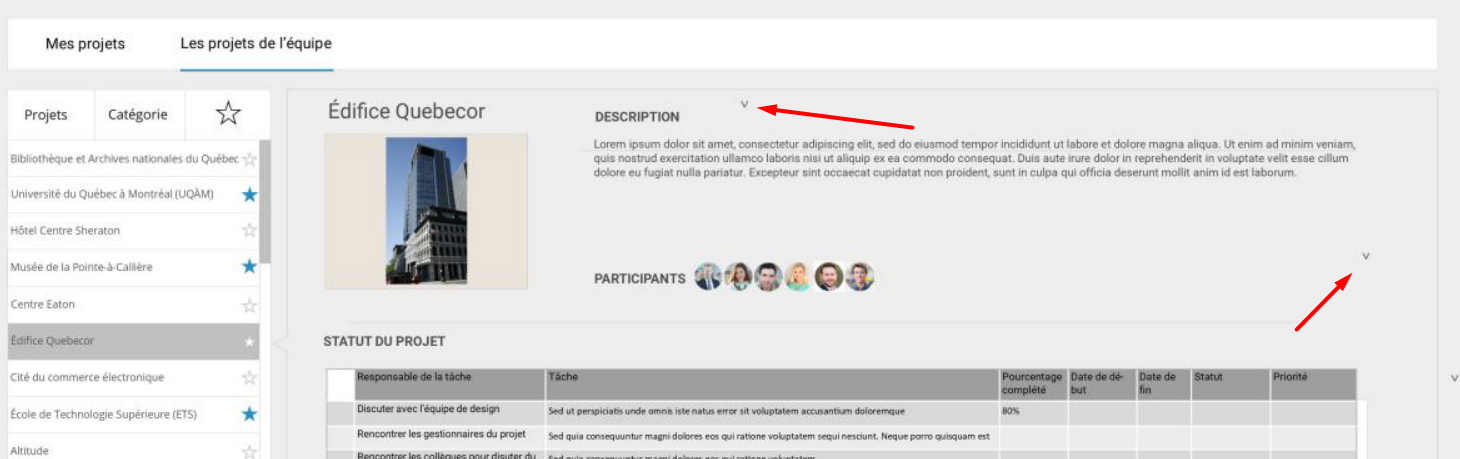 Mes projets
Les projets de l'équipe
Projets
Catégorie
Bibliothèque et Archives nationales du Québec
Université du Québec à Montréal (UQÀM)
Hôtel Centre Sheraton
Musée de la Pointe-à-Callière
Centre Eaton
Édifice Quebecor
Cité du commerce électronique
École de Technologie Supérieure (ETS)
Altitude
Édifice Quebecor
v
DESCRIPTION
Lorem ipsum dolor sit amet, consectetur adipiscing elit, sed do eiusmod tempor incididunt ut labore et dolore magna aliqua. Ut enim ad minim veniam,
quis nostrud exercitation ullamco laboris nisi ut aliquip ex ea commodo consequat. Duis aute irure dolor in reprehenderit in voluptate velit esse cillum
dolore eu fugiat nulla pariatur. Excepteur sint occaecat cupidatat non proident, sunt in culpa qui officia deserunt mollit anim id est laborum.
v
PARTICIPANTS
STATUT DU PROJET
Responsable de la tâche
Tâche
Pourcentage
complété
Date de dé-
but
Date de
fin
Statut
Priorité
v
Discuter avec l'équipe de design
Sed ut perspiciatis unde omnis iste natus error sit voluptatem accusantium doloremque
80%
Rencontrer les gestionnaires du projet
Sed quia consequuntur magni dolores eos qui ratione voluptatem sequi nesciunt. Neque porro quisquam est
Rencontrer les collègues pour disuter du
Sed quia consequuntur magni dolores eos qui ratione voluptatem